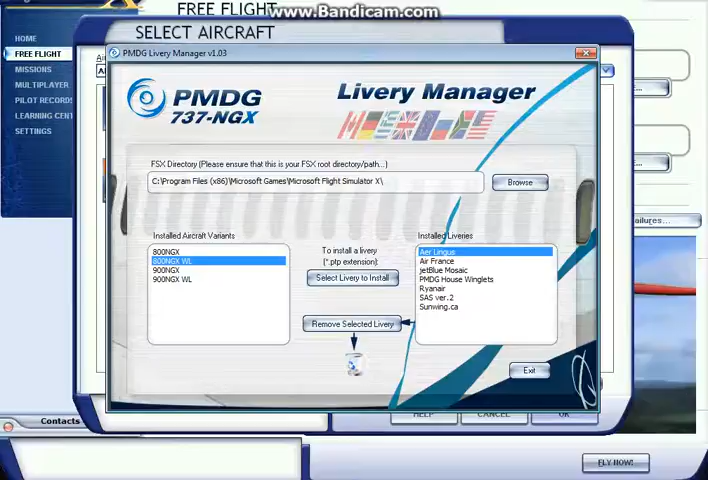 FREE FLIGHT
www.Bandicam.com
SELECT AIRCRAFT
HOME
FREE FLIGHT
MISSIONS
MULTIPLAYER
PILOT RECORDS
LEARNING CENT
SETTINGS
PMDG Livery Manager v1.03
PMDG
737-NGX
Livery Manager
FSX Directory (Please ensure that this is your FSX root directory/path...)
C:\Program Files (x86)\Microsoft Games\Microsoft Flight Simulator X\
Browse
ailures...
Installed Aircraft Variants
800NGX
800NGX WL
900NGX
900NGX WL
To install a livery
(*.ptp extension):
Select Livery to Install
Remove Selected Livery
Installed Liveries
Aer Lingus
Air France
jetBlue Mosaic
PMDG House Winglets
Ryanair
SAS ver.2
Sunwing.ca
Exit
Contacts
HELP
CANCEL
OK
FLY NOW!